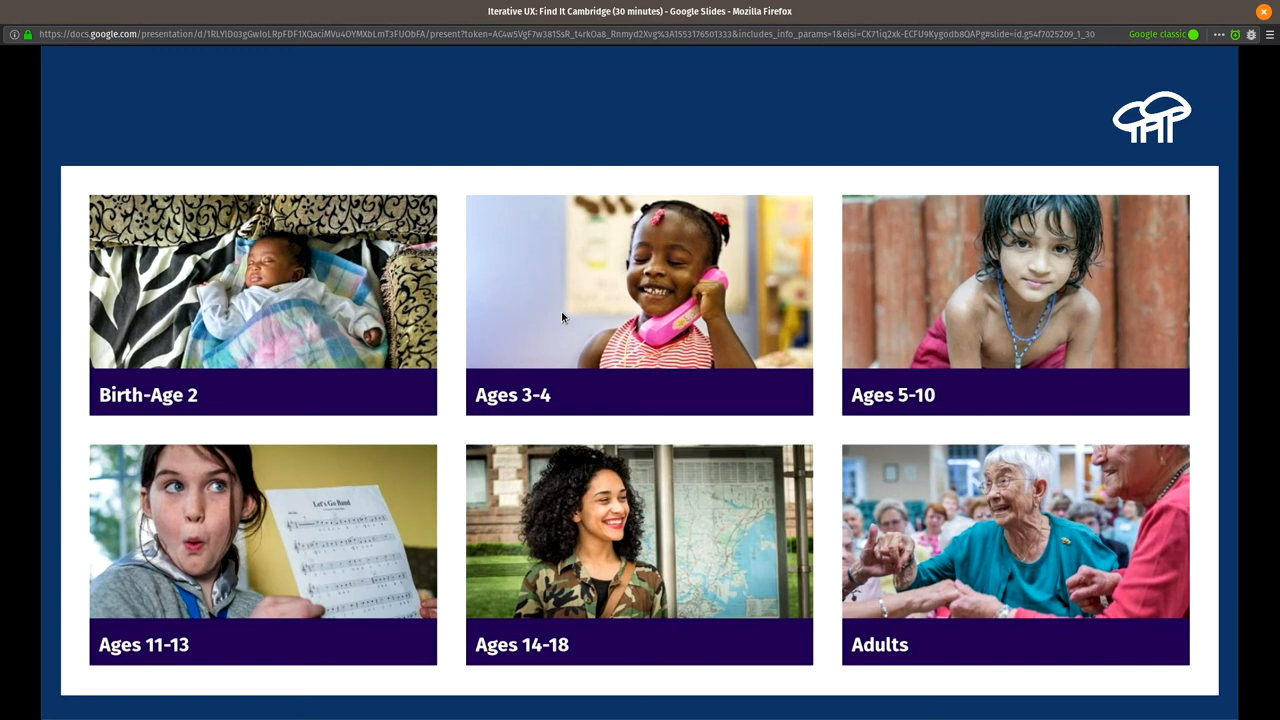 Iterative UX: Find It Cambridge (30 minutes) - Google Slides - Mozilla Firefox
Google classic
Birth-Age 2
Ages 3-4
Ages 5-10
Let's Go Band
Ages 11-13
Ages 14-18
Adults